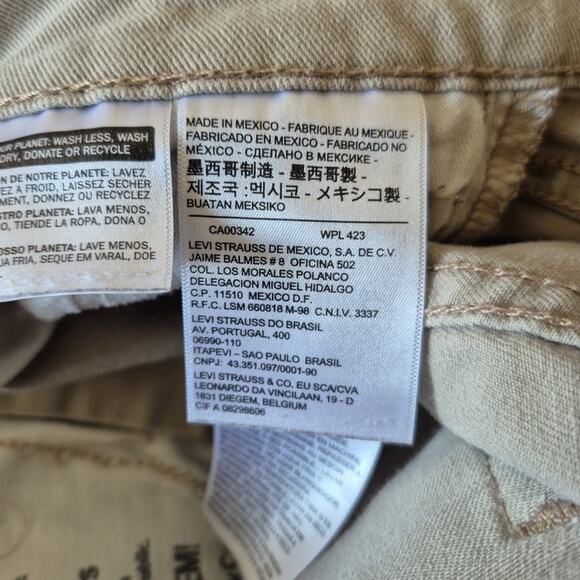 UR PLANET: WASH LESS, WASH
DRY, DONATE OR RECYCLE
ON DE NOTRE PLANETE: LAVEZ
A FROID, LAISSEZ SECHER
MENT, DONNEZ OU RECYCLEZ
STRO PLANETA: LAVA MENOS,
O, TIENDE LA ROPA, DONA O
OSSO PLANETA: LAVE MENOS,
UA FRIA, SEQUE EM VARAL, DOE
MADE IN MEXICO - FABRIQUE AU MEXIQUE -
FABRICADO EN MEXICO - FABRICADO NO
MÉXICO - СДЕЛАНО В МЕКСИКЕ -
墨西哥制造 - 墨西哥製 -
제조국 :멕시코 - メキシコ製 -
BUATAN MEKSIKO
CA00342 WPL 423
LEVI STRAUSS DE MEXICO, S.A. DE C.V.
JAIME BALMES # 8 OFICINA 502
COL. LOS MORALES POLANCO
DELEGACION MIGUEL HIDALGO
C.P. 11510 MEXICO D.F.
R.F.C. LSM 660818 M-98 C.N.I.V. 3337
LEVI STRAUSS DO BRASIL
AV. PORTUGAL, 400
06990-110
ITAPEVI - SAO PAULO BRASIL
CNPJ: 43.351.097/0001-90
LEVI STRAUSS & CO. EU SCA/CVA
LEONARDO DA VINCILAAN, 19 - D
1831 DIEGEM, BELGIUM
CIF A 08298606